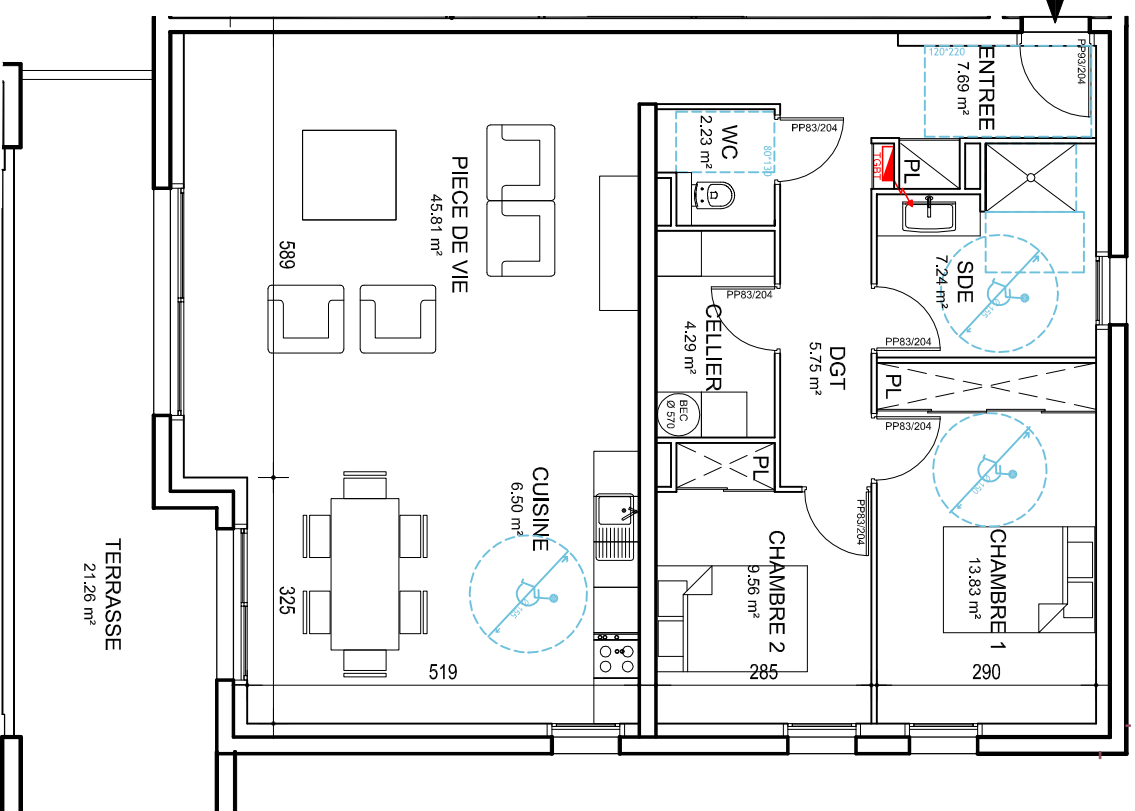 ENTREE
7.69 m²
120*220
PP93/204
WC
2.23 m²
80*130
PP83/204
TGBT
PL
PIECE DE VIE
45.81 m²
589
SDE
7.24 m²
PP83/204
CELLIER
4.29 m²
PP83/204
BEC
Ø 570
DGT
5.75 m²
PL
PP83/204
PL
PP83/204
CUISINE
6.50 m²
CHAMBRE 2
9.56 m²
CHAMBRE 1
13.83 m²
Ø 150
TERRASSE
21.26 m²
325
519
285
290